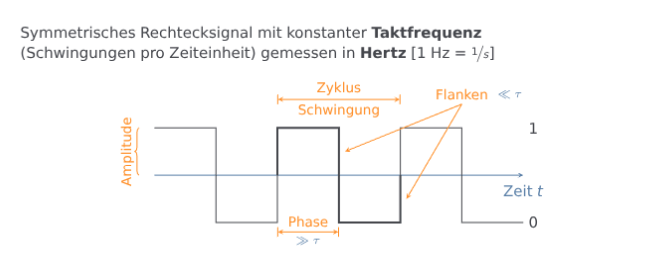 Symmetrisches Rechtecksignal mit konstanter Taktfrequenz
(Schwingungen pro Zeiteinheit) gemessen in Hertz [1 Hz = 1/s]
Zyklus
Schwingung
Flanken ≪ τ
Amplitude
1
Zeit t
Phase
0
≫ τ